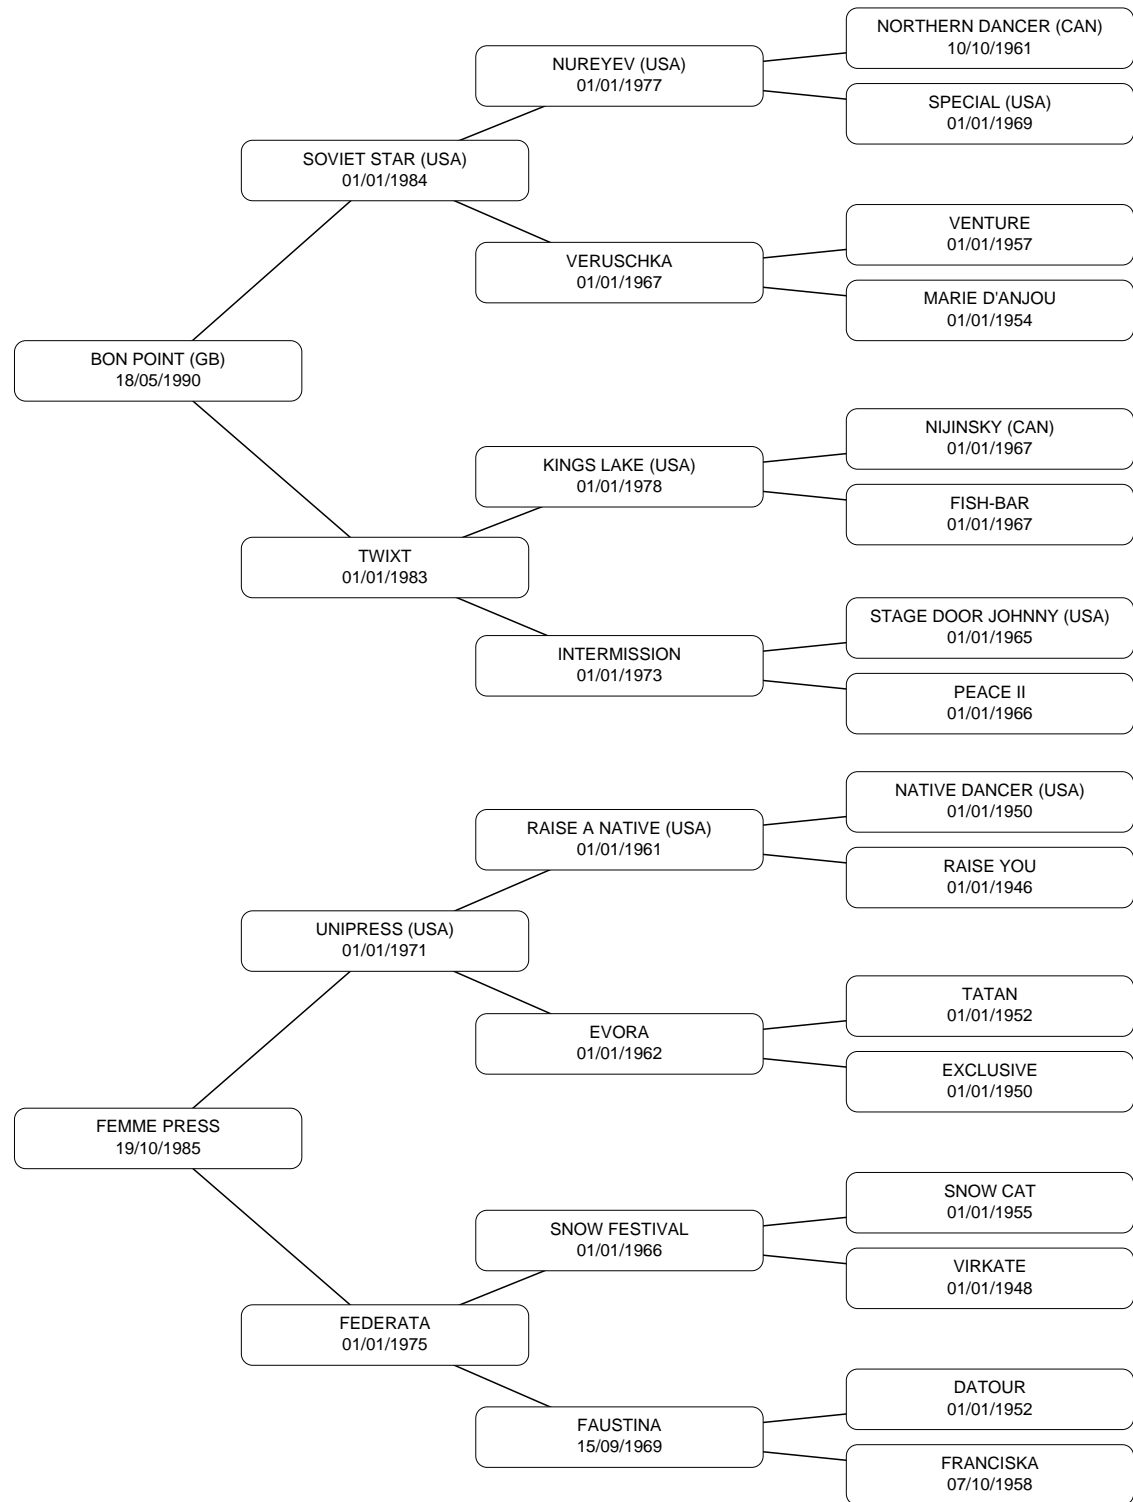 NORTHERN DANCER (CAN)
10/10/1961
NUREYEV (USA)
01/01/1977
SPECIAL (USA)
01/01/1969
SOVIET STAR (USA)
01/01/1984
VENTURE
01/01/1957
VERUSCHKA
01/01/1967
MARIE D'ANJOU
01/01/1954
BON POINT (GB)
18/05/1990
NIJINSKY (CAN)
01/01/1967
KINGS LAKE (USA)
01/01/1978
FISH-BAR
01/01/1967
TWIXT
01/01/1983
STAGE DOOR JOHNNY (USA)
01/01/1965
INTERMISSION
01/01/1973
PEACE II
01/01/1966
NATIVE DANCER (USA)
01/01/1950
RAISE A NATIVE (USA)
01/01/1961
RAISE YOU
01/01/1946
UNIPRESS (USA)
01/01/1971
TATAN
01/01/1952
EVORA
01/01/1962
EXCLUSIVE
01/01/1950
FEMME PRESS
19/10/1985
SNOW CAT
01/01/1955
SNOW FESTIVAL
01/01/1966
VIRKATE
01/01/1948
FEDERATA
01/01/1975
DATOUR
01/01/1952
FAUSTINA
15/09/1969
FRANCISKA
07/10/1958